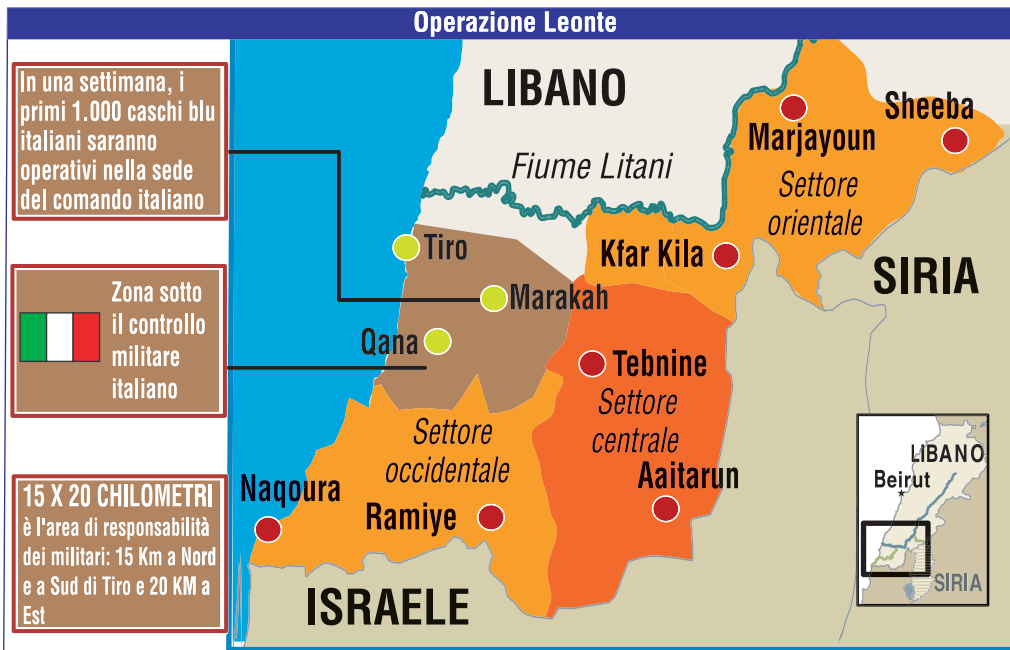 Operazione Leonte
In una settimana, i
primi 1.000 caschi blu
italiani saranno
operativi nella sede
del comando italiano
Zona sotto
il controllo
militare
italiano
15 X 20 CHILOMETRI
è l'area di responsabilità
dei militari: 15 Km a Nord
e a Sud di Tiro e 20 KM a
Est
LIBANO
Fiume Litani
Marjayoun
Sheeba
Settore
orientale
Tiro
Kfar Kila
SIRIA
Marakah
Qana
Tebnine
Settore
centrale
Settore
occidentale
Aaitarun
Naqoura
Ramiye
ISRAELE
LIBANO
Beirut
SIRIA